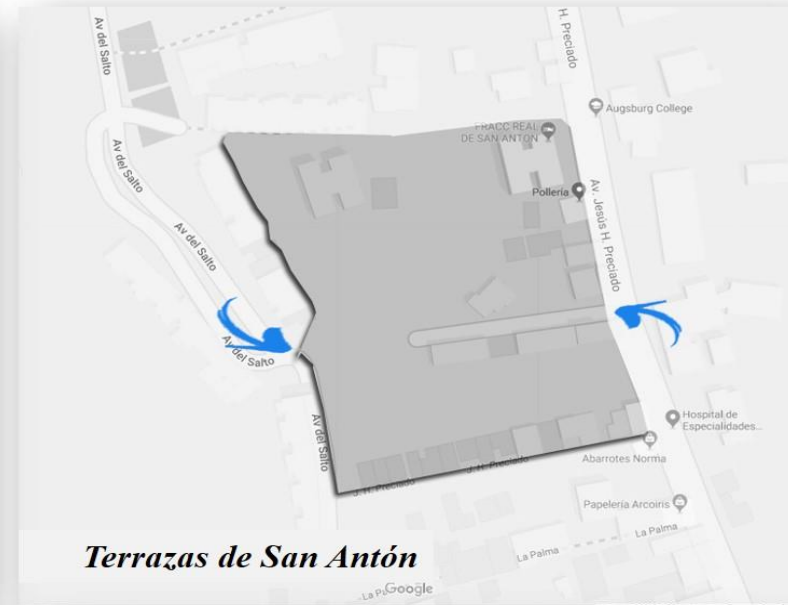 Av del Salto
H. Preciado
Augsburg College
FRACC REAL
DE SAN ANTON
Av del Salto
Pollería
Av. Jesús H. Preciado
Av del Salto
Av del Salto
Av del Salto
Hospital de
Especialidades...
Abarrotes Norma
J. H. Preciado
J. H. Preciado
Papelería Arcoiris
La Palma
La Palma
Terrazas de San Antón
Google